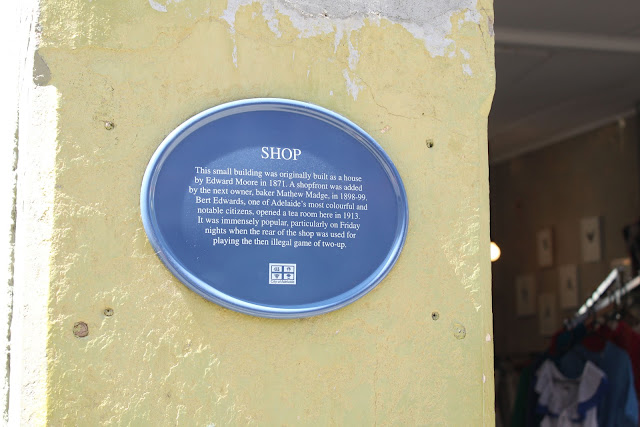 SHOP
This small building was originally built as a house
by Edward Moore in 1871. A shopfront was added
by the next owner, baker Mathew Madge, in 1898-99.
Bert Edwards, one of Adelaide's most colourful and
notable citizens, opened a tea room here in 1913.
It was immensely popular, particularly on Friday
nights when the rear of the shop was used for
playing the then illegal game of two-up.